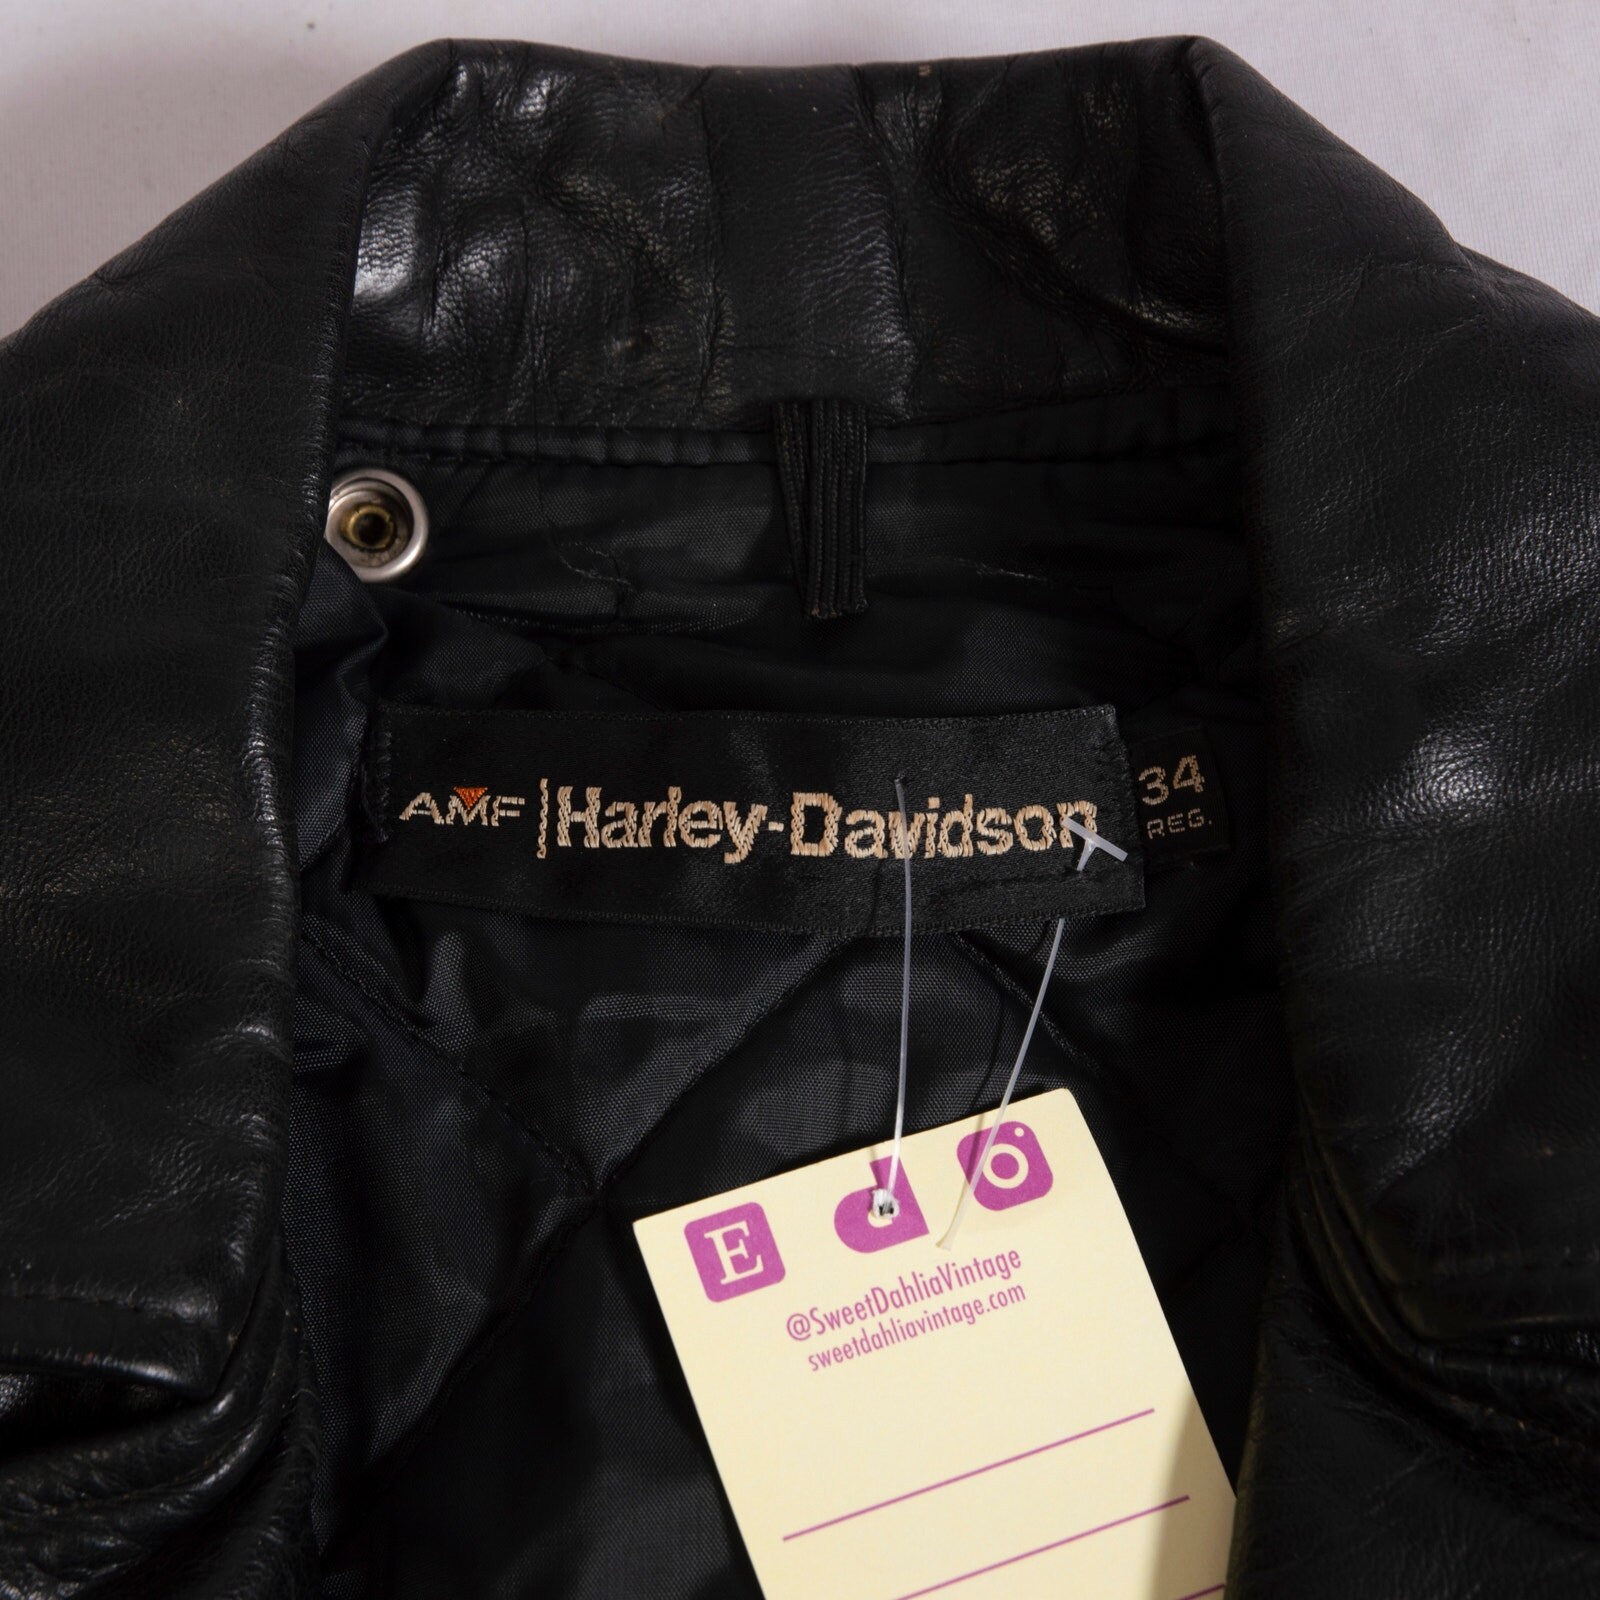 AMF | Harley-Davidson
34
REG.
E
@SweetDahliaVintage
sweetdahliavintage.com